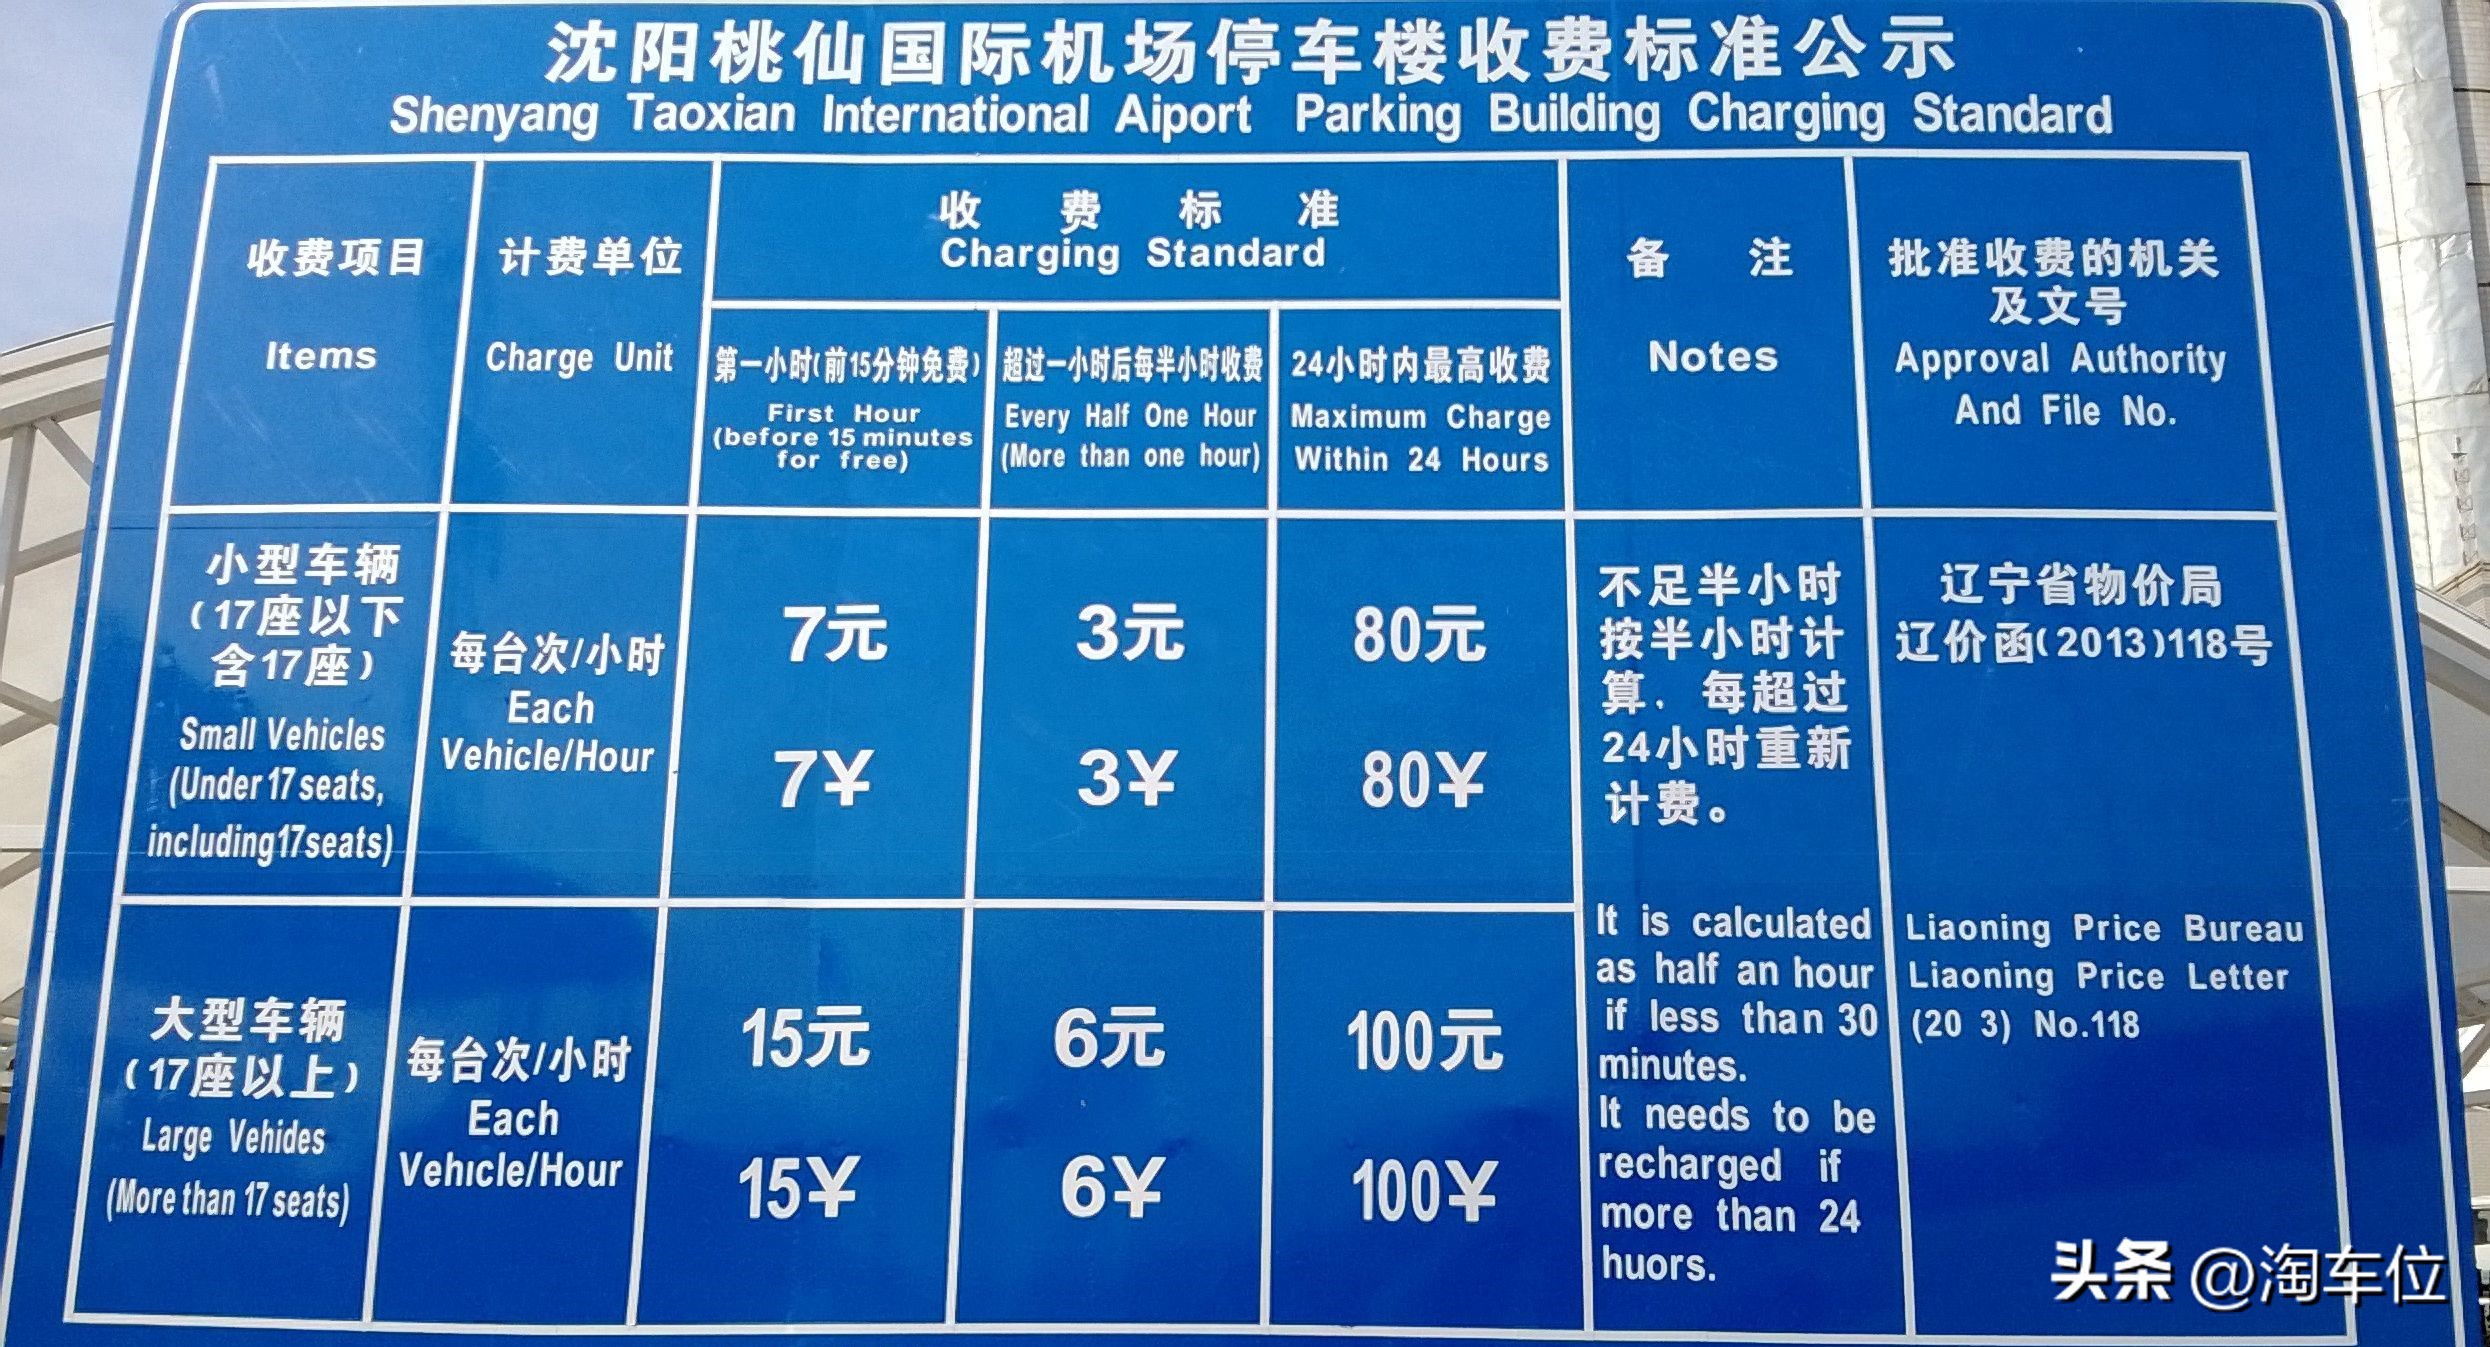 沈阳桃仙国际机场停车楼收费标准公示
Shenyang Taoxian International Aiport Parking Building Charging Standard
收费项目
Items
计费单位
Charge Unit
收费标准
Charging Standard
第一小时(前15分钟免费)
First Hour
(before 15 minutes
for free)
超过一小时后每半小时收费
Every Half One Hour
(More than one hour)
24小时内最高收费
Maximum Charge
Within 24 Hours
备注
Notes
批准收费的机关
及文号
Approval Authority
And File No.
小型车辆
(17座以下
含17座)
Small Vehicles
(Under 17 seats,
including17seats)
每台次/小时
Each
Vehicle/Hour
7元
7¥
3元
3¥
80元
80¥
不足半小时
按半小时计
算.每超过
24小时重新
计费。
It is calculated
as half an hour
if less than 30
minutes.
It needs to be
recharged if
more than 24
huors.
辽宁省物价局
辽价函(2013)118号
Liaoning Price Bureau
Liaoning Price Letter
(20 3) No.118
大型车辆
(17座以上)
Large Vehides
(More than 17 seats)
每台次/小时
Each
Vehicle/Hour
15元
15¥
6元
6¥
100元
100¥
头条 @淘车位